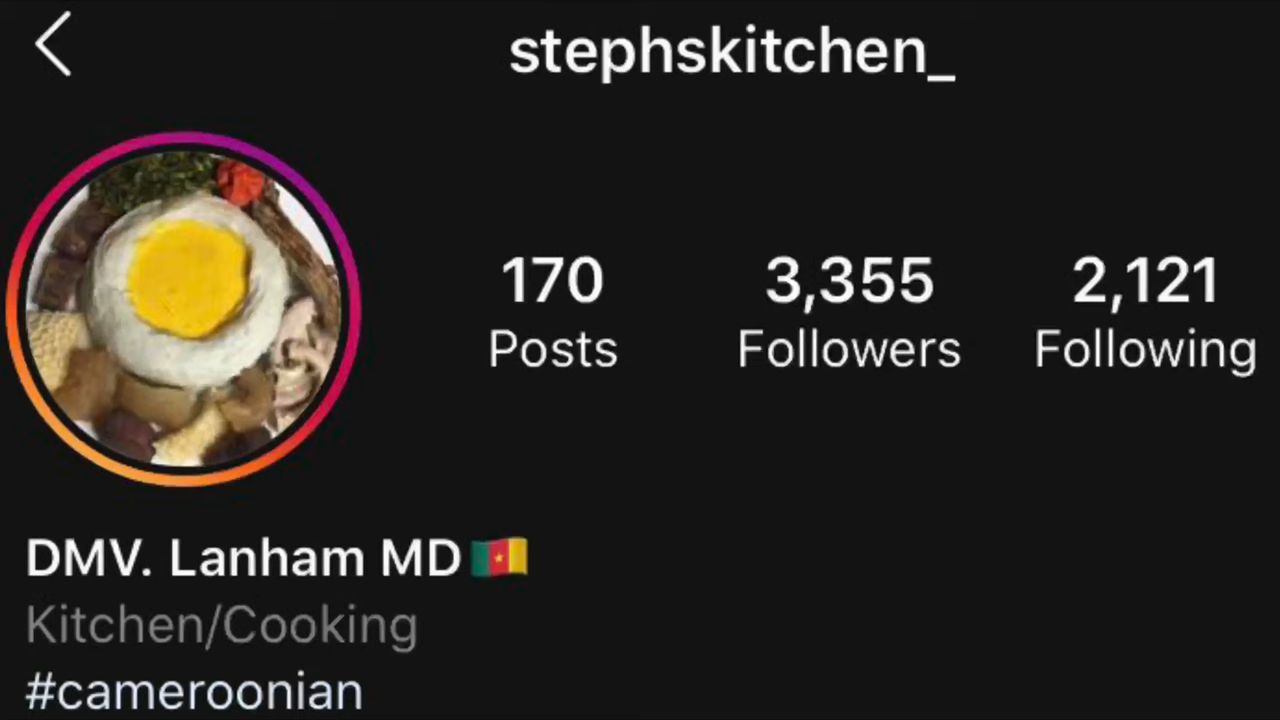 stephskitchen_
170 3,355 2,121
Posts Followers Following
DMV. Lanham MD🇨🇲
Kitchen/Cooking
#cameroonian